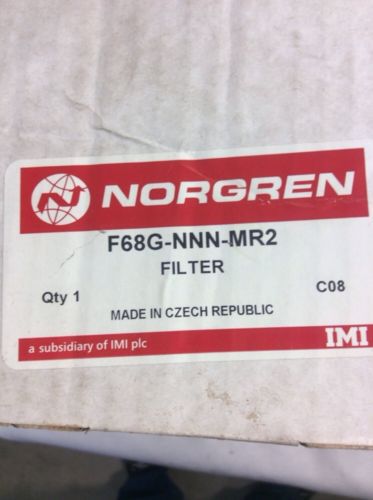 NORGREN
F68G-NNN-MR2
FILTER
Qty 1
C08
MADE IN CZECH REPUBLIC
a subsidiary of IMI plc
IMI